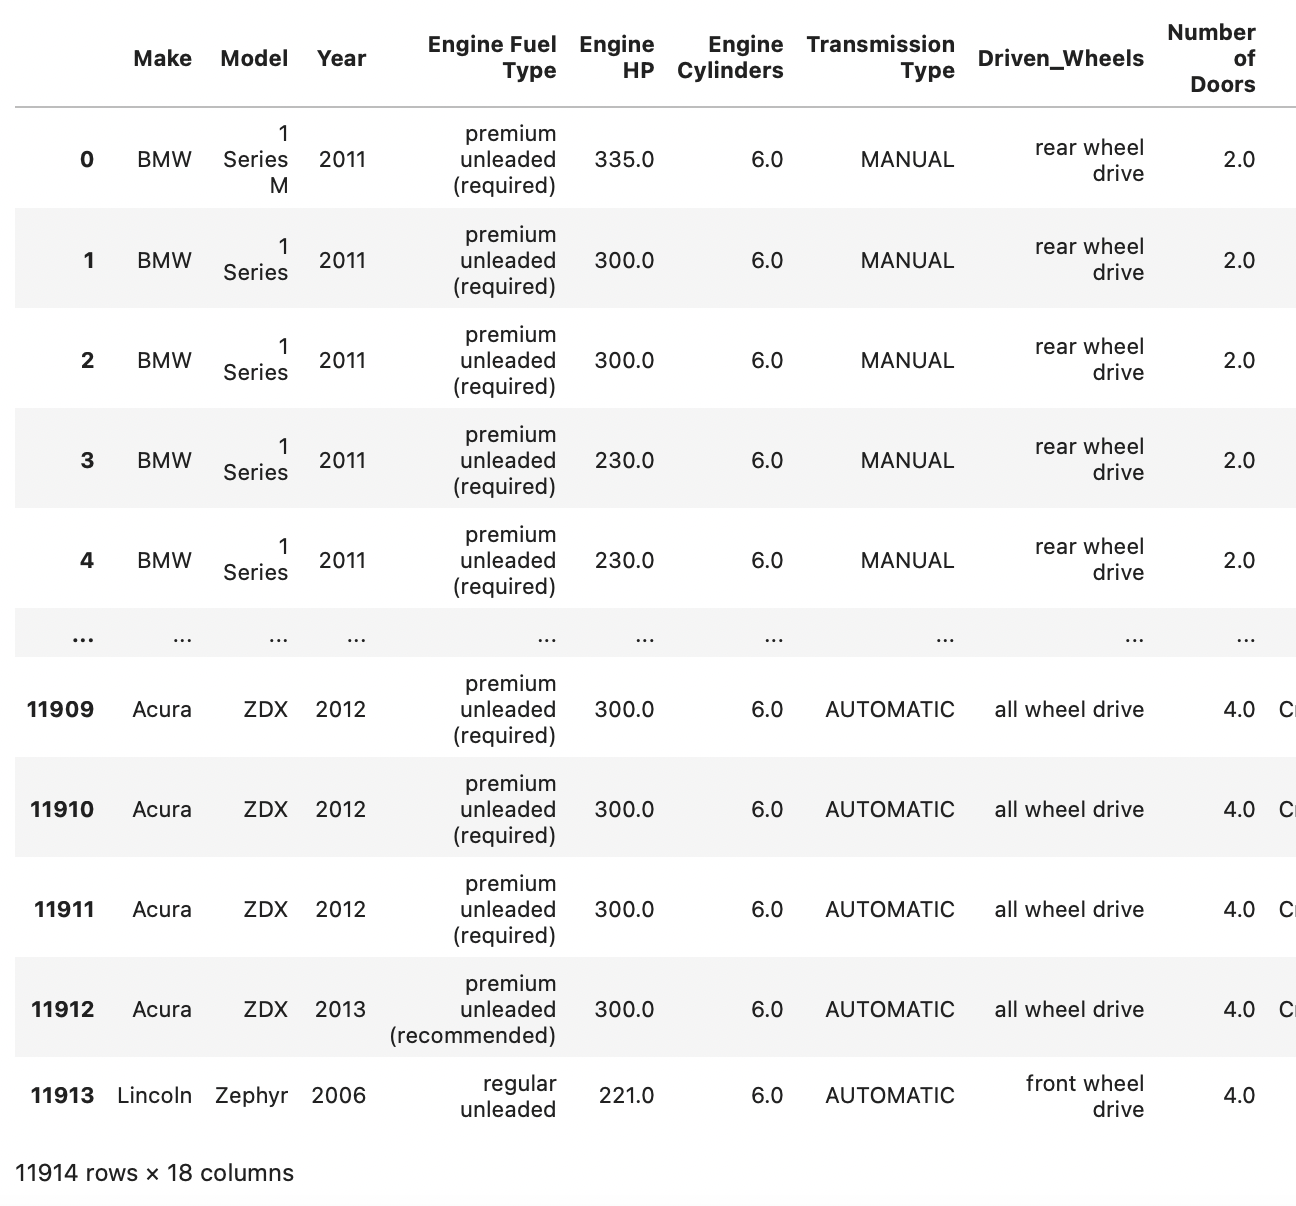 Make Model Year Engine Fuel Type Engine HP Engine Cylinders Transmission Type Driven_Wheels Number of Doors
0 BMW 1 Series M 2011 premium unleaded (required) 335.0 6.0 MANUAL rear wheel drive 2.0
1 BMW 1 Series 2011 premium unleaded (required) 300.0 6.0 MANUAL rear wheel drive 2.0
2 BMW 1 Series 2011 premium unleaded (required) 300.0 6.0 MANUAL rear wheel drive 2.0
3 BMW 1 Series 2011 premium unleaded (required) 230.0 6.0 MANUAL rear wheel drive 2.0
4 BMW 1 Series 2011 premium unleaded (required) 230.0 6.0 MANUAL rear wheel drive 2.0
... ... ... ... ... ... ... ... ... ...
11909 Acura ZDX 2012 premium unleaded (required) 300.0 6.0 AUTOMATIC all wheel drive 4.0
11910 Acura ZDX 2012 premium unleaded (required) 300.0 6.0 AUTOMATIC all wheel drive 4.0
11911 Acura ZDX 2012 premium unleaded (required) 300.0 6.0 AUTOMATIC all wheel drive 4.0
11912 Acura ZDX 2013 premium unleaded (recommended) 300.0 6.0 AUTOMATIC all wheel drive 4.0
11913 Lincoln Zephyr 2006 regular unleaded 221.0 6.0 AUTOMATIC front wheel drive 4.0
11914 rows × 18 columns